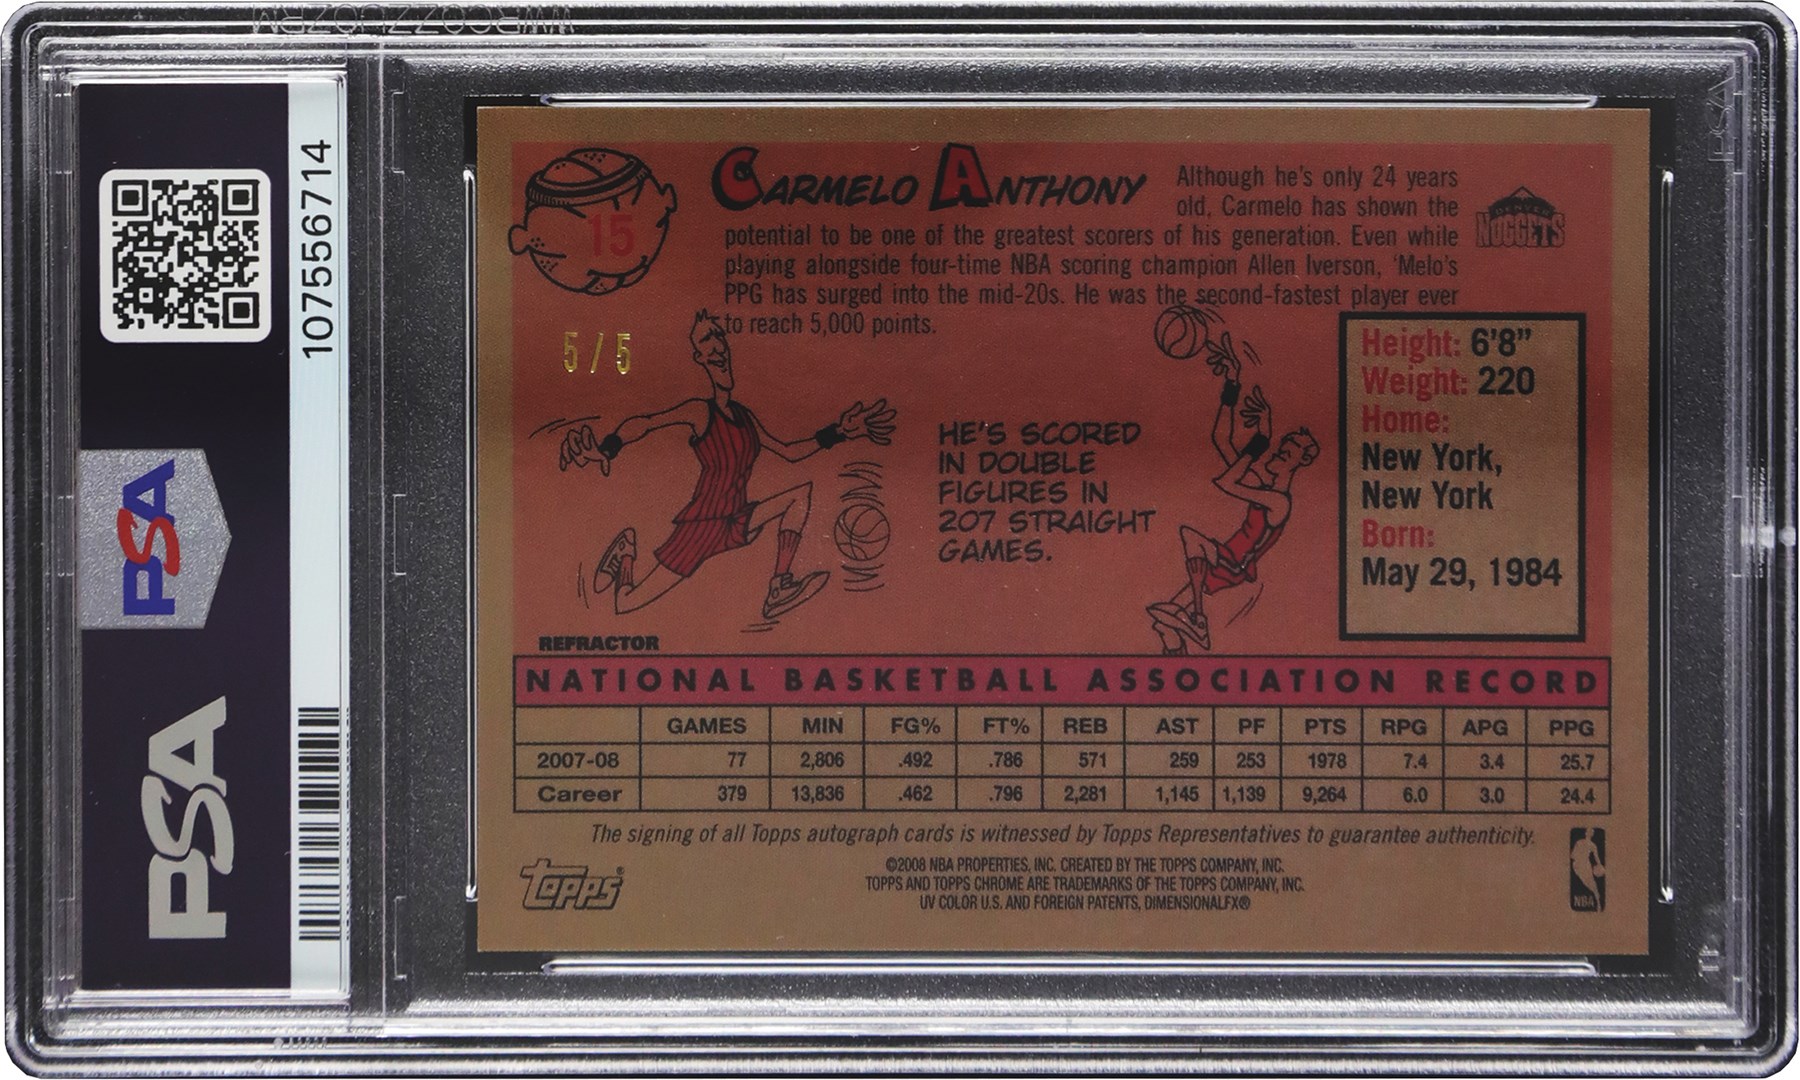 107556714
PSA
PSA
15
CARMELO ANTHONY
Although he's only 24 years
old, Carmelo has shown the
potential to be one of the greatest scorers of his generation. Even while
playing alongside four-time NBA scoring champion Allen Iverson, 'Melo's
PPG has surged into the mid-20s. He was the second-fastest player ever
to reach 5,000 points.
DENVER
NUGGETS
5/5
HE'S SCORED
IN DOUBLE
FIGURES IN
207 STRAIGHT
GAMES.
Height: 6'8"
Weight: 220
Home:
New York,
New York
Born:
May 29, 1984
REFRACTOR
NATIONAL BASKETBALL ASSOCIATION RECORD
GAMES MIN FG% FT% REB AST PF PTS RPG APG PPG
2007-08 77 2,806 .492 .786 571 259 253 1978 7.4 3.4 25.7
Career 379 13,836 .462 .796 2,281 1,145 1,139 9,264 6.0 3.0 24.4
The signing of all Topps autograph cards is witnessed by Topps Representatives to guarantee authenticity.
Topps®
©2008 NBA PROPERTIES, INC. CREATED BY THE TOPPS COMPANY, INC.
TOPPS AND TOPPS CHROME ARE TRADEMARKS OF THE TOPPS COMPANY, INC.
UV COLOR U.S. AND FOREIGN PATENTS, DIMENSIONALFX®
NBA